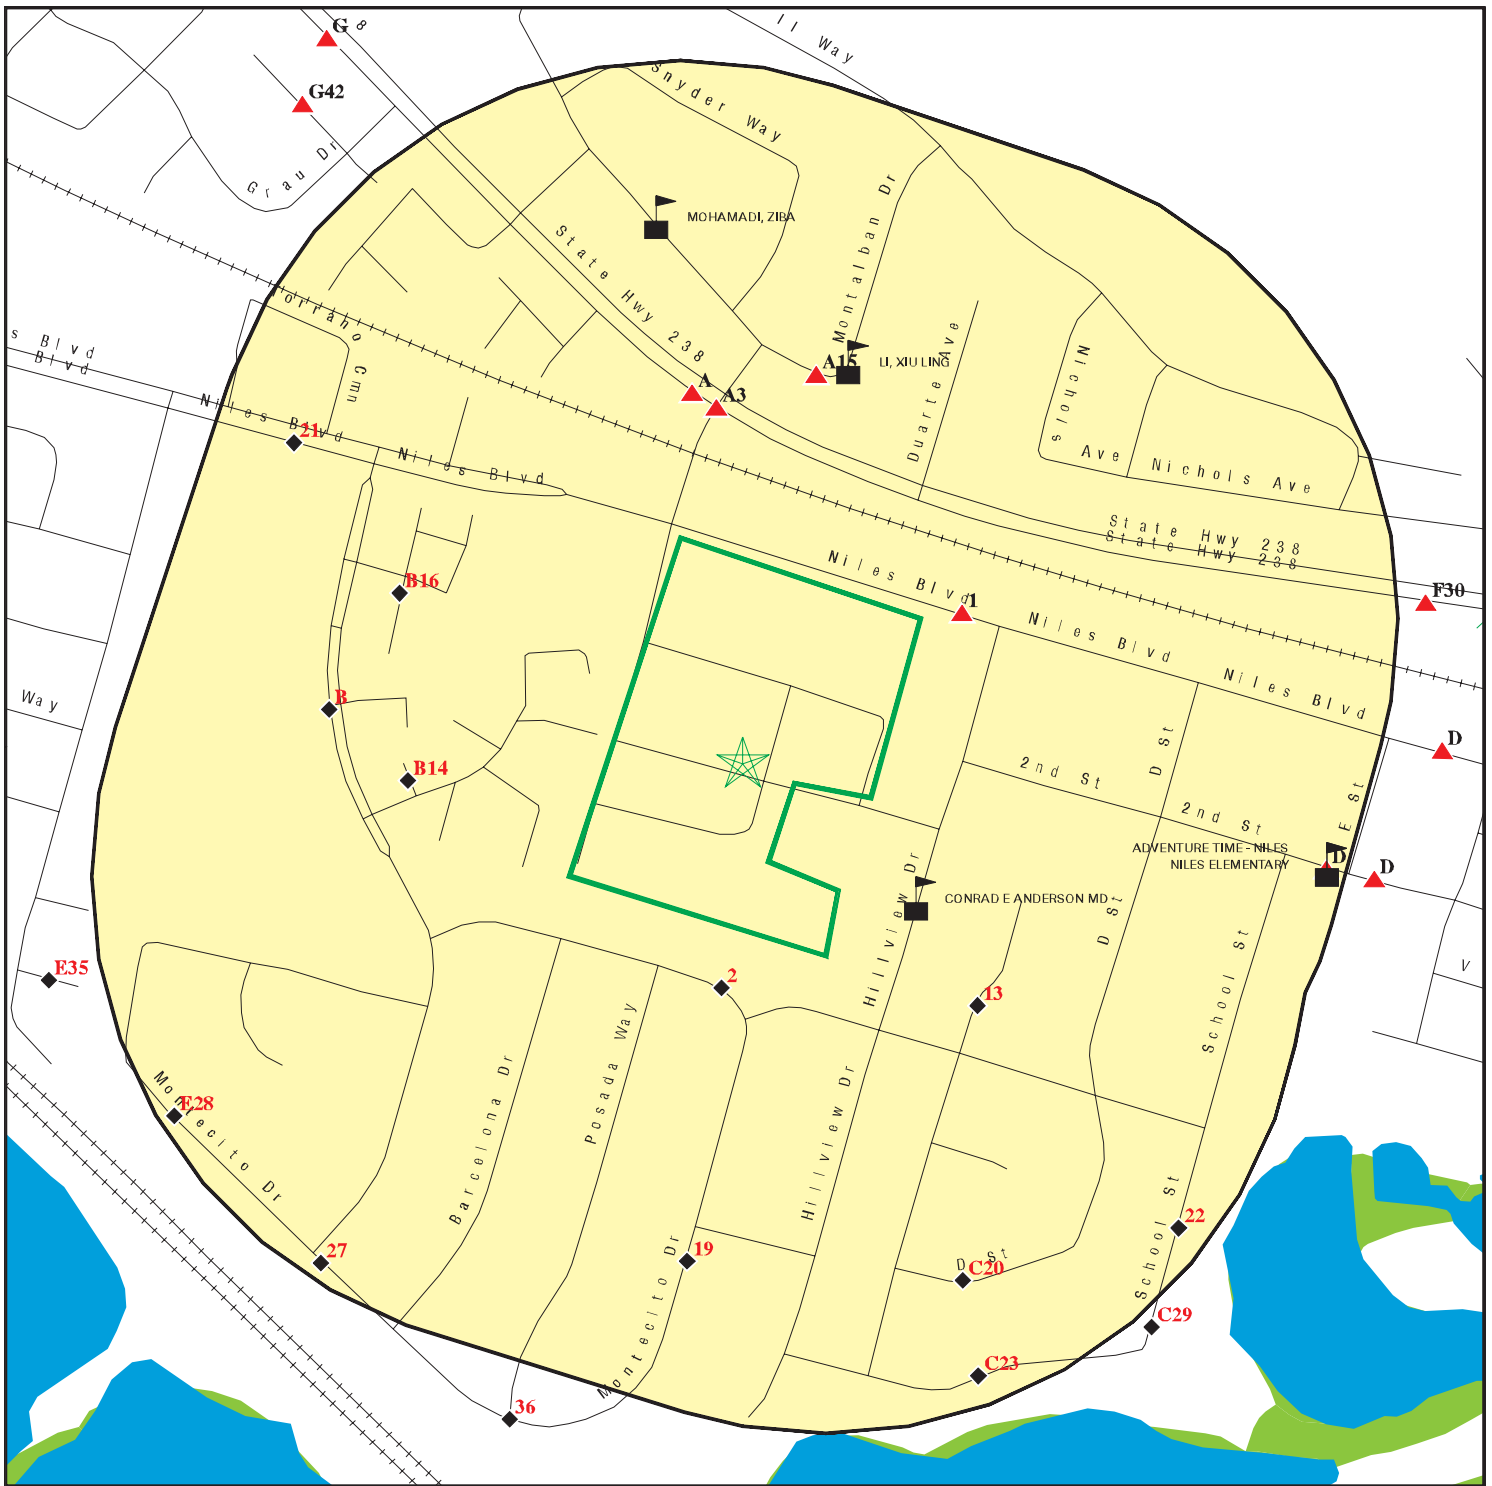 G
8
ll Way
G42
Snyder Way
Grau Dr
MOHAMADI, ZIBA
Montalban Dr
State Hwy 238
Cmn
s Blvd
Blvd
A15
LI, XIU LING
Duarte Ave
Nichols
Ave
Nichols Ave
A
A3
Niles Blvd
21
Niles Blvd
State Hwy 238
State Hwy 238
B16
Niles Blvd
1
F30
Niles Blvd
Niles Blvd
Way
B
D
D St
B14
2nd St
2nd St
E St
ADVENTURE TIME - NILES
NILES ELEMENTARY
D
D
Hillview Dr
CONRAD E ANDERSON MD
D St
School St
V
E35
2
13
Montecito Dr
E28
Barcelona Dr
Posada Way
Hillview Dr
School St
22
27
19
D St
C20
Montecito Dr
C29
C23
36